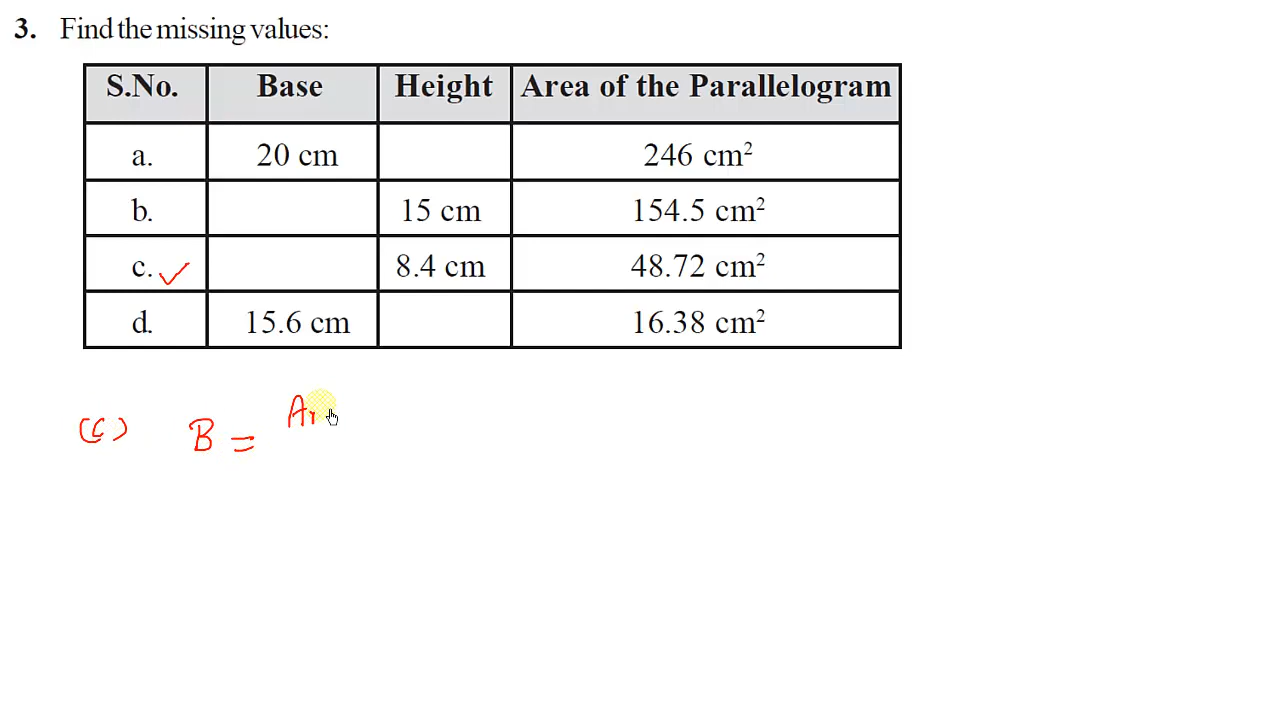 3. Find the missing values:
S.No. Base Height Area of the Parallelogram
a. 20 cm 246 cm²
b. 15 cm 154.5 cm²
c. ✓ 8.4 cm 48.72 cm²
d. 15.6 cm 16.38 cm²
(c) B = Ar